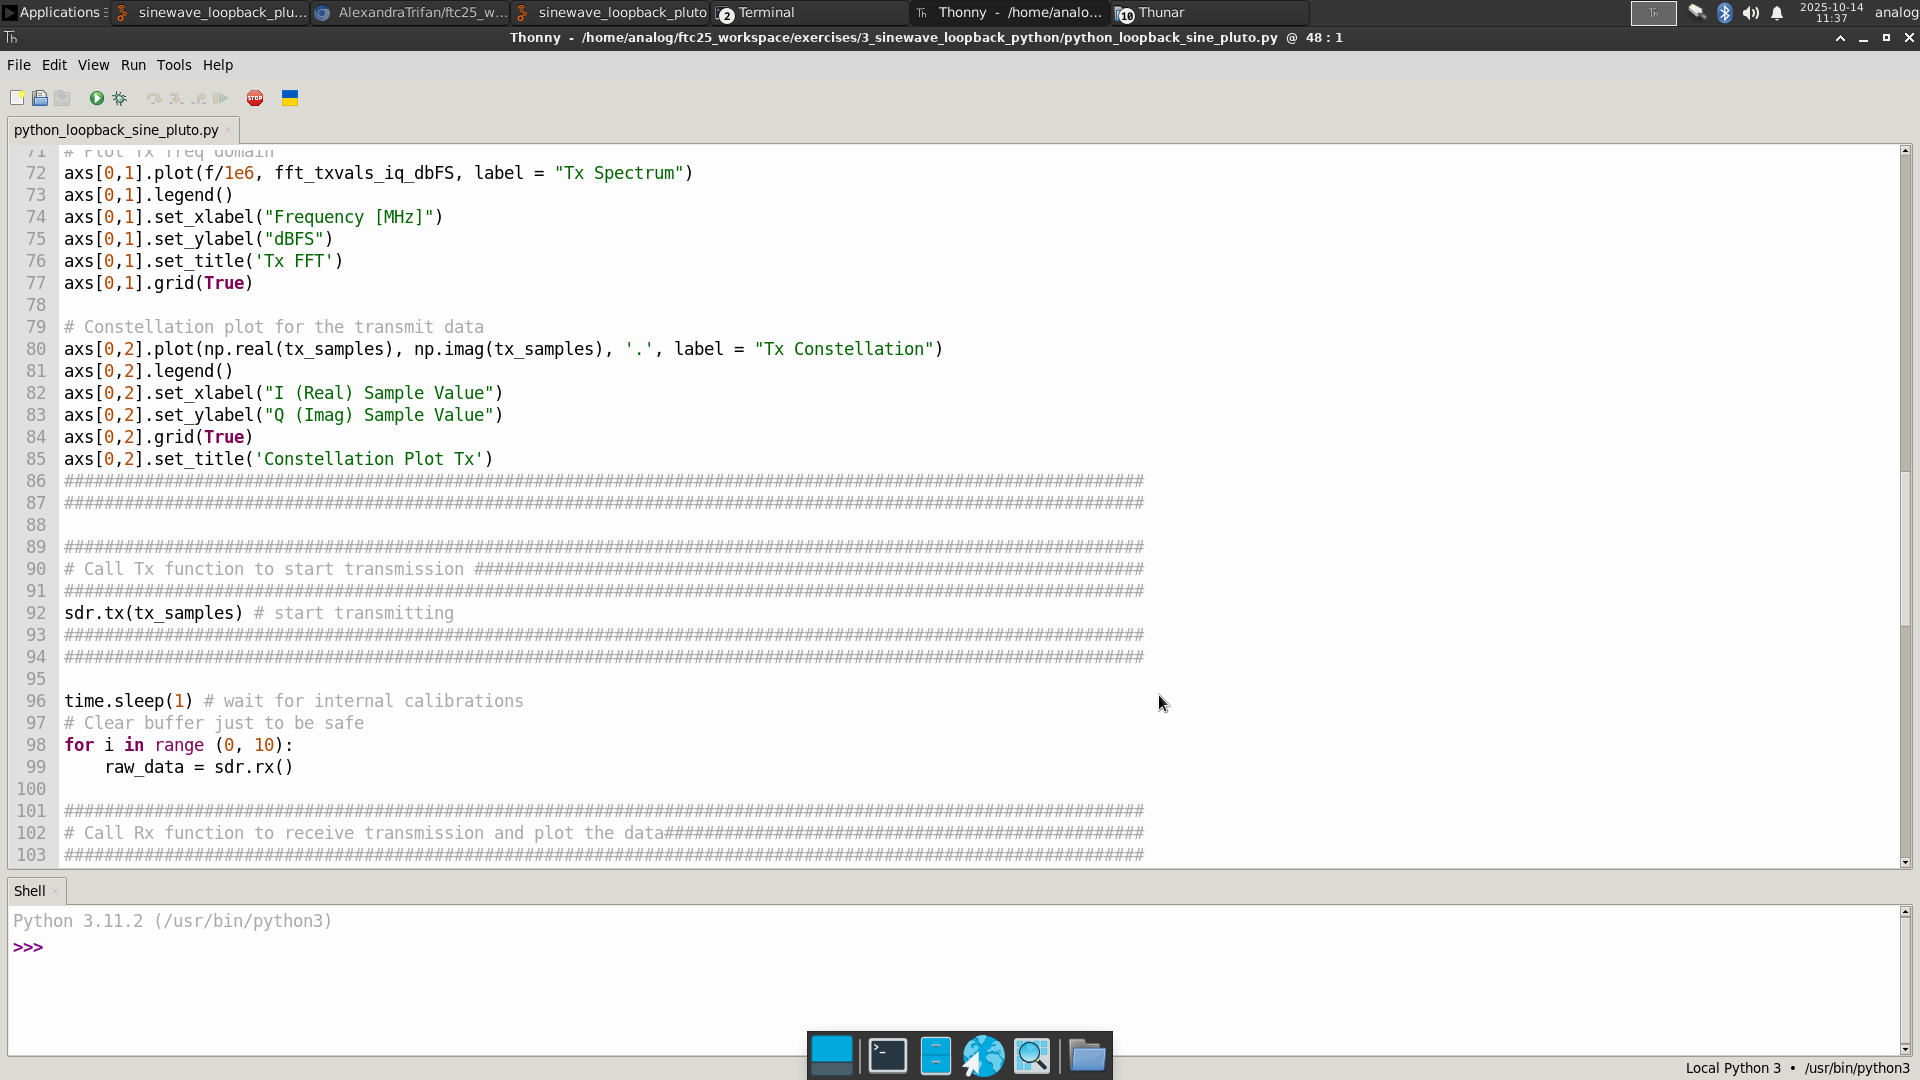 Applications
sinewave_loopback_plu...
AlexandraTrifan/ftc25_w...
sinewave_loopback_pluto
2 Terminal
Th Thonny - /home/analo...
10 Thunar
Th
2025-10-14
11:37
analog
Th
Thonny - /home/analog/ftc25_workspace/exercises/3_sinewave_loopback_python/python_loopback_sine_pluto.py @ 48 : 1
File Edit View Run Tools Help
STOP
python_loopback_sine_pluto.py
71 # Plot Tx freq domain
72 axs[0,1].plot(f/1e6, fft_txvals_iq_dbFS, label = "Tx Spectrum")
73 axs[0,1].legend()
74 axs[0,1].set_xlabel("Frequency [MHz]")
75 axs[0,1].set_ylabel("dBFS")
76 axs[0,1].set_title('Tx FFT')
77 axs[0,1].grid(True)
78
79 # Constellation plot for the transmit data
80 axs[0,2].plot(np.real(tx_samples), np.imag(tx_samples), '.', label = "Tx Constellation")
81 axs[0,2].legend()
82 axs[0,2].set_xlabel("I (Real) Sample Value")
83 axs[0,2].set_ylabel("Q (Imag) Sample Value")
84 axs[0,2].grid(True)
85 axs[0,2].set_title('Constellation Plot Tx')
86 ############################################################################################################
87 ############################################################################################################
88
89 ############################################################################################################
90 # Call Tx function to start transmission ###################################################################
91 ############################################################################################################
92 sdr.tx(tx_samples) # start transmitting
93 ############################################################################################################
94 ############################################################################################################
95
96 time.sleep(1) # wait for internal calibrations
97 # Clear buffer just to be safe
98 for i in range (0, 10):
99     raw_data = sdr.rx()
100
101 ############################################################################################################
102 # Call Rx function to receive transmission and plot the data################################################
103 ############################################################################################################
Shell
Python 3.11.2 (/usr/bin/python3)
>>>
Local Python 3 • /usr/bin/python3